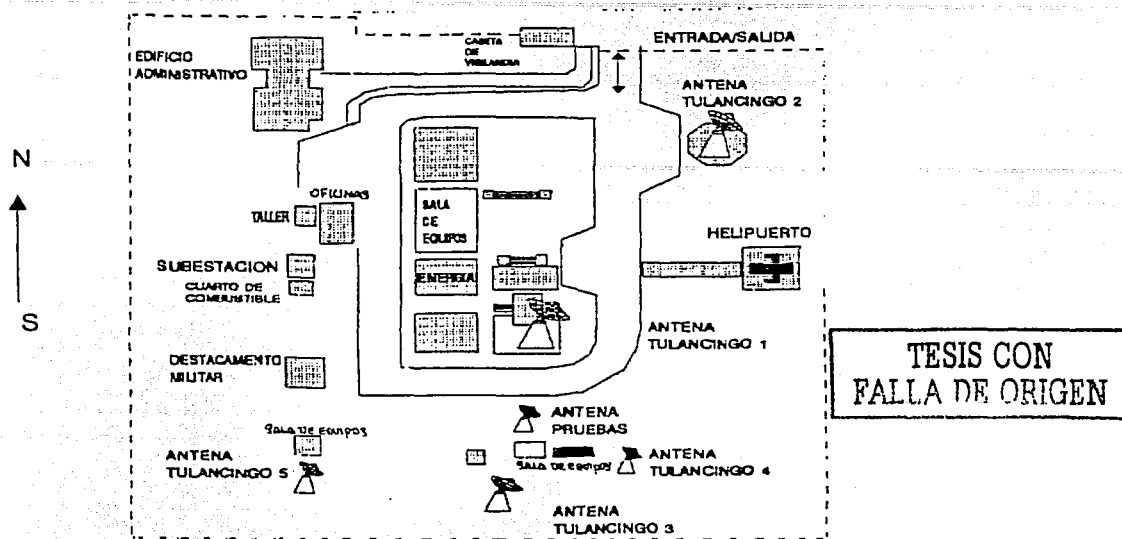 CASETA
DE
VIGILANCIA
ENTRADA/SALIDA
EDIFICIO
ADMINISTRATIVO
ANTENA
TULANCINGO 2
N
OFICINAS
TALLER
SALA
DE
EQUIPOS
HELIPUERTO
SUBESTACION
ENERGIA
CUARTO DE
COMBUSTIBLE
S
ANTENA
TULANCINGO 1
TESIS CON
FALLA DE ORIGEN
DESTACAMENTO
MILITAR
ANTENA
PRUEBAS
SALA DE EQUIPOS
ANTENA
TULANCINGO 5
SALA DE EQUIPOS
ANTENA
TULANCINGO 4
ANTENA
TULANCINGO 3